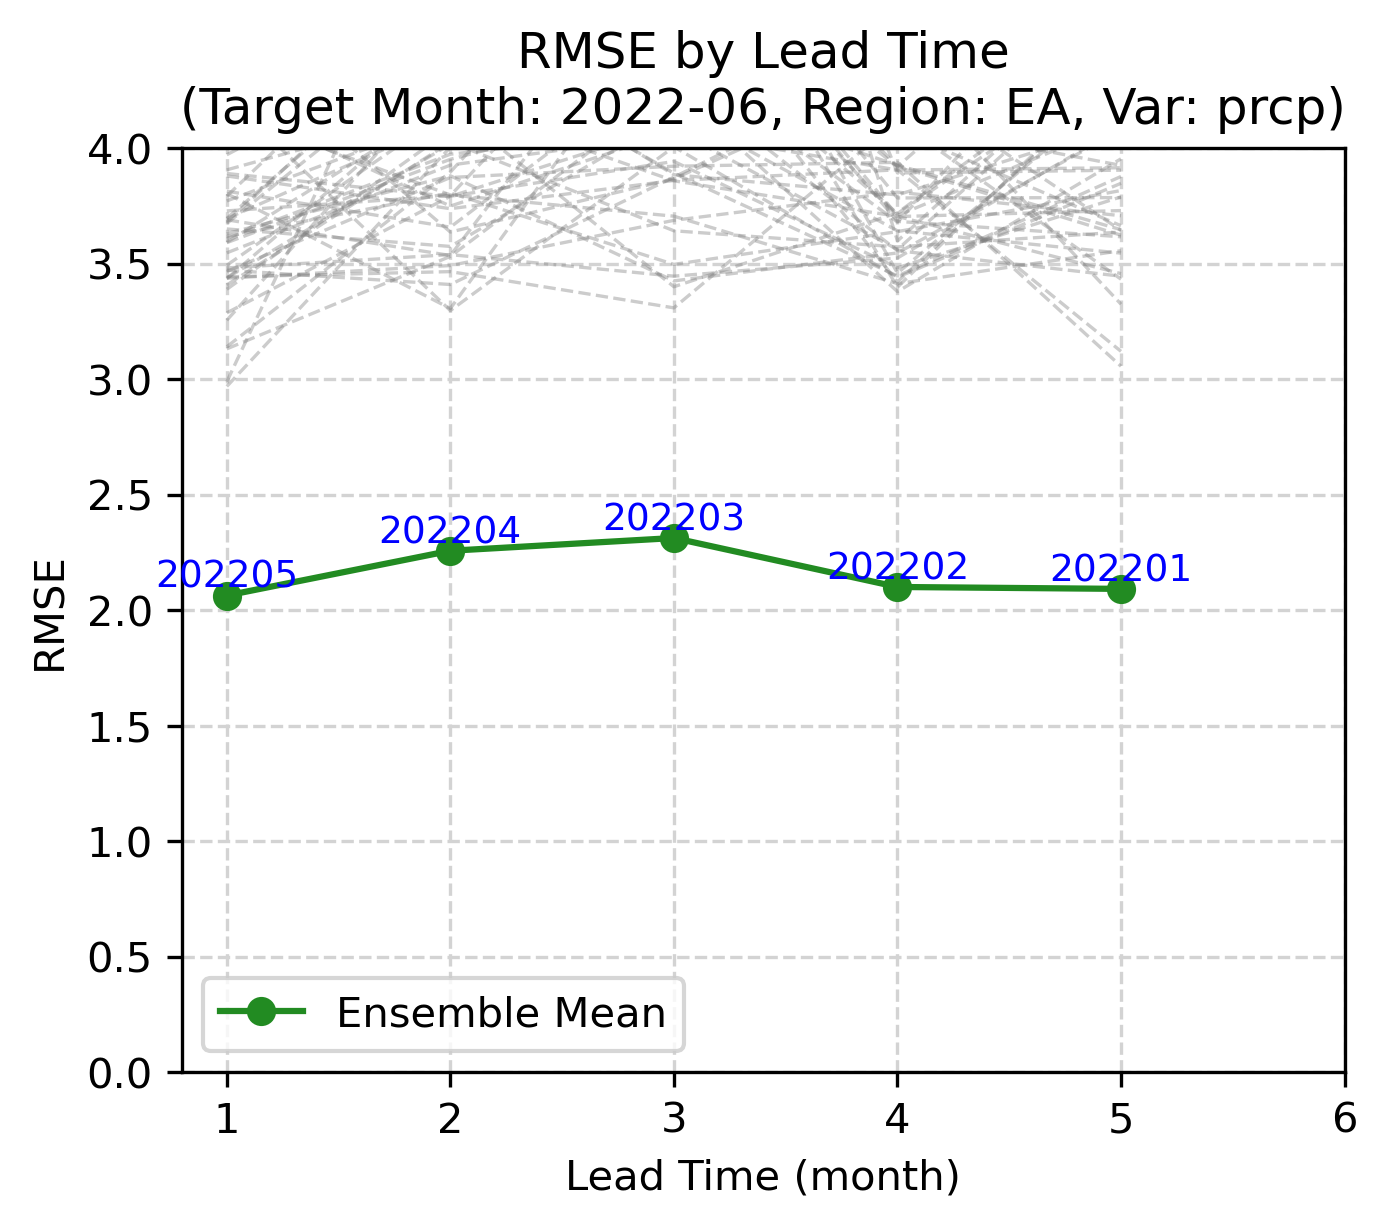 RMSE by Lead Time
(Target Month: 2022-06, Region: EA, Var: prcp)
4.0
3.5
3.0
2.5
2.0
1.5
1.0
0.5
0.0
RMSE
202205
202204
202203
202202
202201
Ensemble Mean
1 2 3 4 5 6
Lead Time (month)